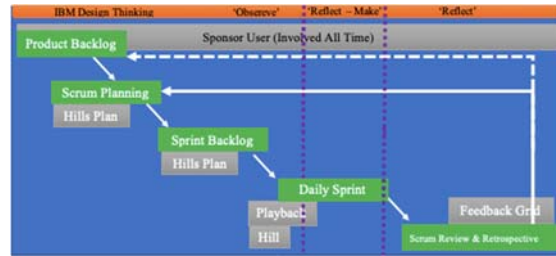 IBM Design Thinking 'Obsereve' 'Reflect – Make' 'Reflect'
Sponsor User (Involved All Time)
Product Backlog
Scrum Planning
Hills Plan
Sprint Backlog
Hills Plan
Daily Sprint
Playback
Hill
Feedback Grid
Scrum Review & Retrospective